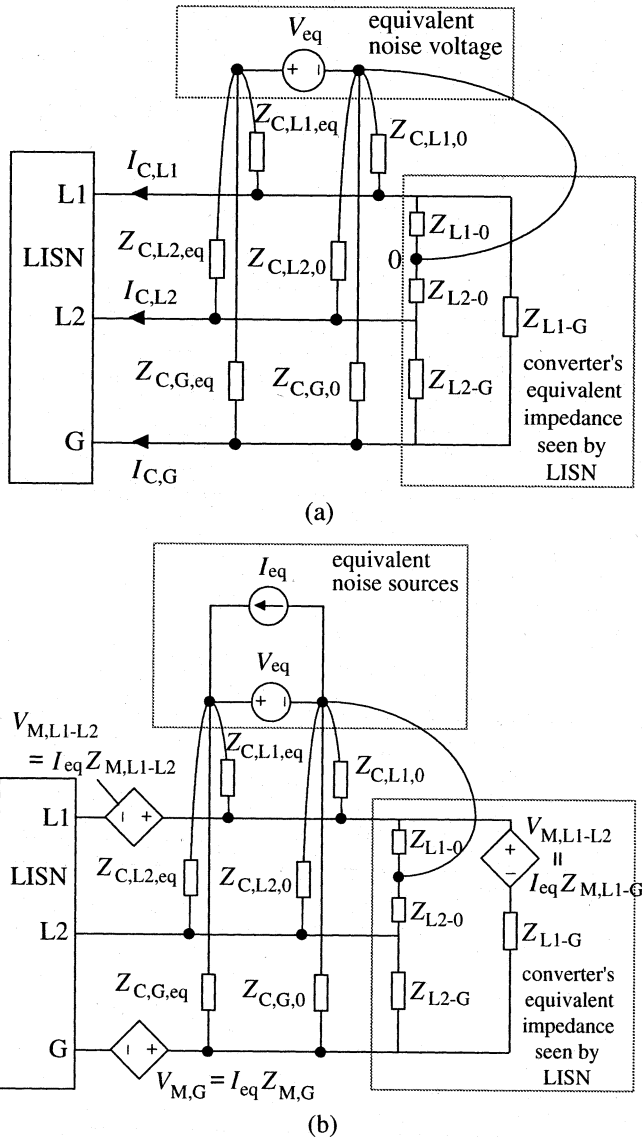 equivalent
noise voltage
V_eq
+ −
Z_C,L1,eq
Z_C,L1,0
I_C,L1
L1
Z_L1-0
Z_C,L2,eq
Z_C,L2,0
0
LISN
I_C,L2
Z_L2-0
L2
Z_L1-G
Z_C,G,eq
Z_C,G,0
Z_L2-G
converter's
equivalent
impedance
seen by
LISN
G
I_C,G
(a)
equivalent
noise sources
I_eq
V_eq
+ −
V_M,L1-L2
= I_eq Z_M,L1-L2
Z_C,L1,eq
Z_C,L1,0
L1
− +
Z_L1-0
V_M,L1-L2
+
−
=
I_eq Z_M,L1-G
LISN
Z_C,L2,eq
Z_C,L2,0
Z_L2-0
L2
Z_L1-G
Z_C,G,eq
Z_C,G,0
Z_L2-G
converter's
equivalent
impedance
seen by
LISN
G
− +
V_M,G = I_eq Z_M,G
(b)